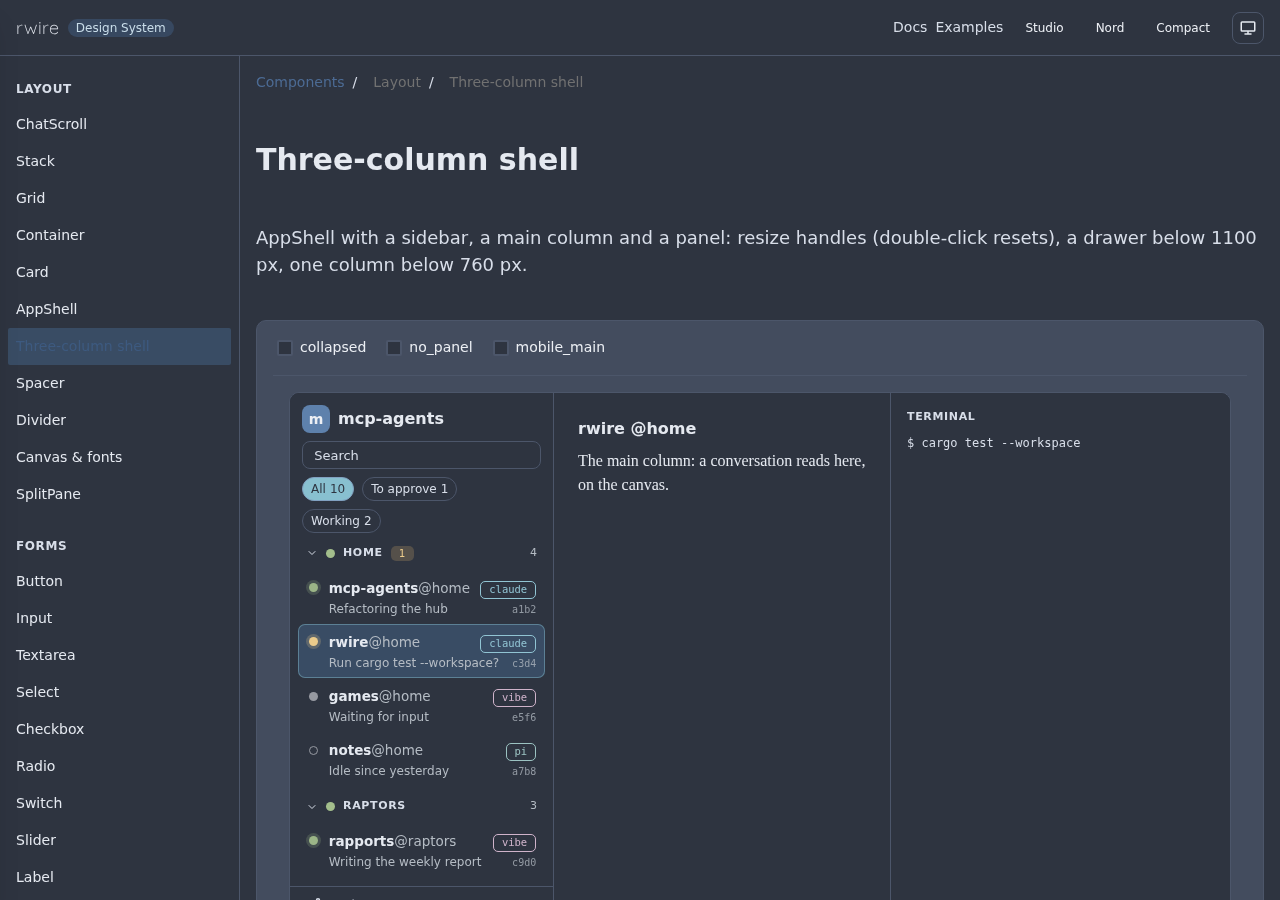 rwire Design System
Docs Examples Studio Nord Compact
LAYOUT
ChatScroll
Stack
Grid
Container
Card
AppShell
Three-column shell
Spacer
Divider
Canvas & fonts
SplitPane
FORMS
Button
Input
Textarea
Select
Checkbox
Radio
Switch
Slider
Label
Components / Layout / Three-column shell
Three-column shell
AppShell with a sidebar, a main column and a panel: resize handles (double-click resets), a drawer below 1100
px, one column below 760 px.
collapsed no_panel mobile_main
m mcp-agents
Search
All 10 To approve 1
Working 2
HOME 1 4
mcp-agents@home claude
Refactoring the hub a1b2
rwire@home claude
Run cargo test --workspace? c3d4
games@home vibe
Waiting for input e5f6
notes@home pi
Idle since yesterday a7b8
RAPTORS 3
rapports@raptors vibe
Writing the weekly report c9d0
rwire @home
The main column: a conversation reads here,
on the canvas.
TERMINAL
$ cargo test --workspace